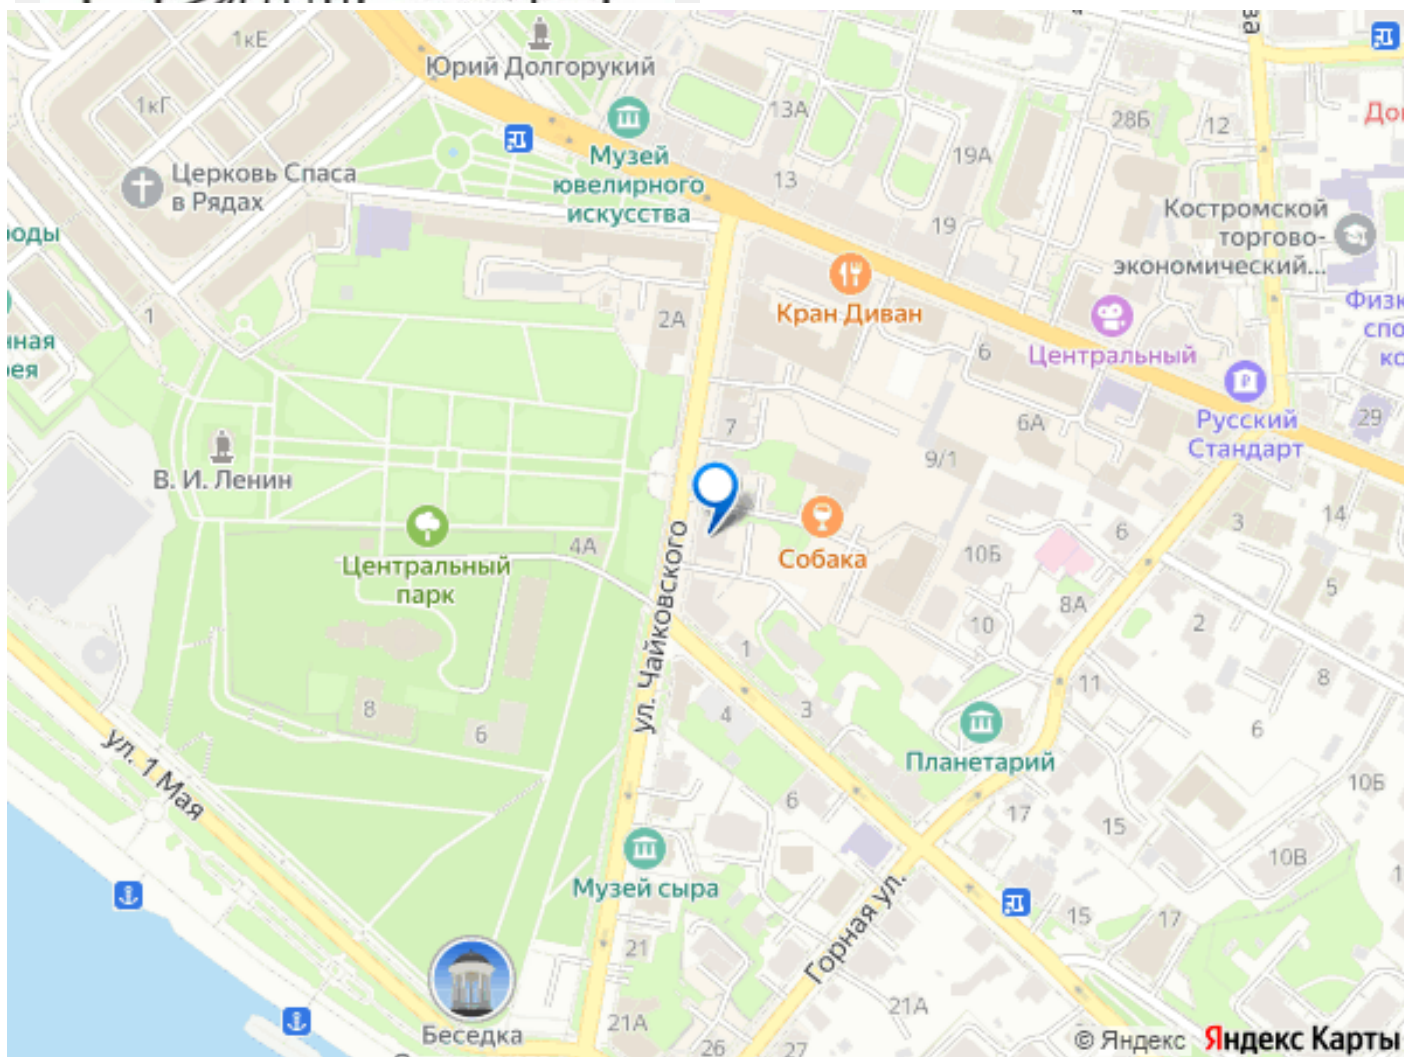 1кЕ
Юрий Долгорукий
1кГ
13А
28Б
12
Музей
ювелирного
искусства
19А
Церковь Спаса
в Рядах
13
19
Костромской
торгово-
экономический...
Кран Диван
1
2А
Центральный
6
Русский
Стандарт
29
6А
7
9/1
В. И. Ленин
Собака
6
3
14
4А
10Б
5
Центральный
парк
8А
2
10
1
8
11
ул. Чайковского
8
6
4
3
6
Планетарий
ул. 1 Мая
10Б
6
17
15
10В
Музей сыра
15
17
21
Горная ул.
21А
Беседка
21А
26
27
© Яндекс Яндекс Карты